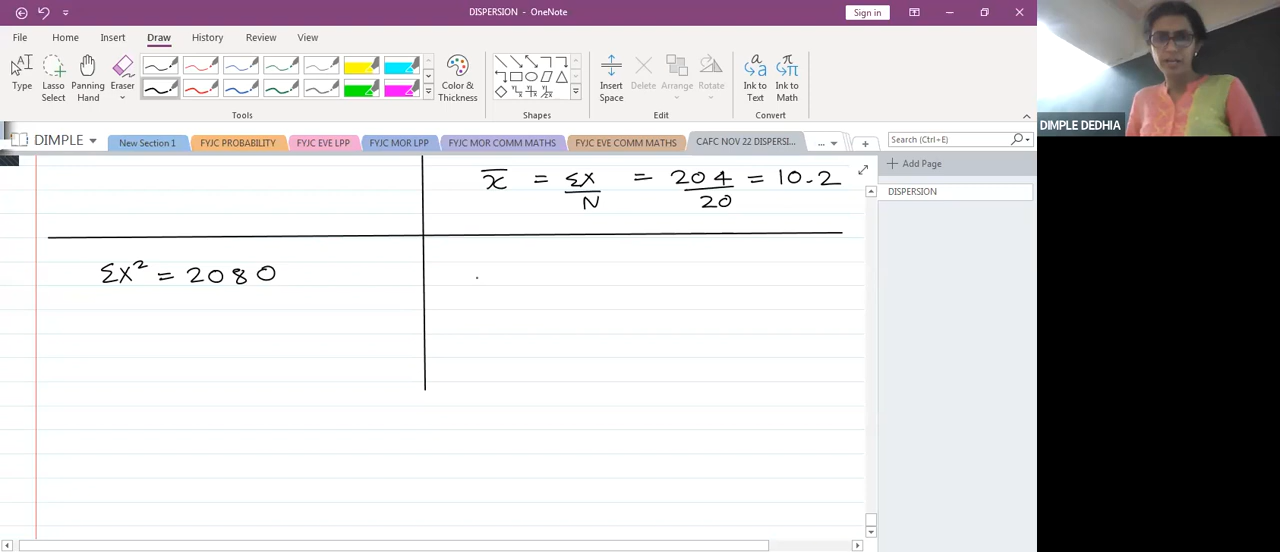 DISPERSION - OneNote
Sign in
File Home Insert Draw History Review View
Type
Lasso Select
Panning Hand
Eraser
Color & Thickness
Insert Space
Delete
Arrange
Rotate
Ink to Text
Ink to Math
Tools
Shapes
Edit
Convert
DIMPLE DEDHIA
DIMPLE
New Section 1
FYJC PROBABILITY
FYJC EVE LPP
FYJC MOR LPP
FYJC MOR COMM MATHS
FYJC EVE COMM MATHS
CAFC NOV 22 DISPERSI...
Search (Ctrl+E)
Add Page
DISPERSION
x̄ = Σx/N = 204/20 = 10.2
Σx² = 2080